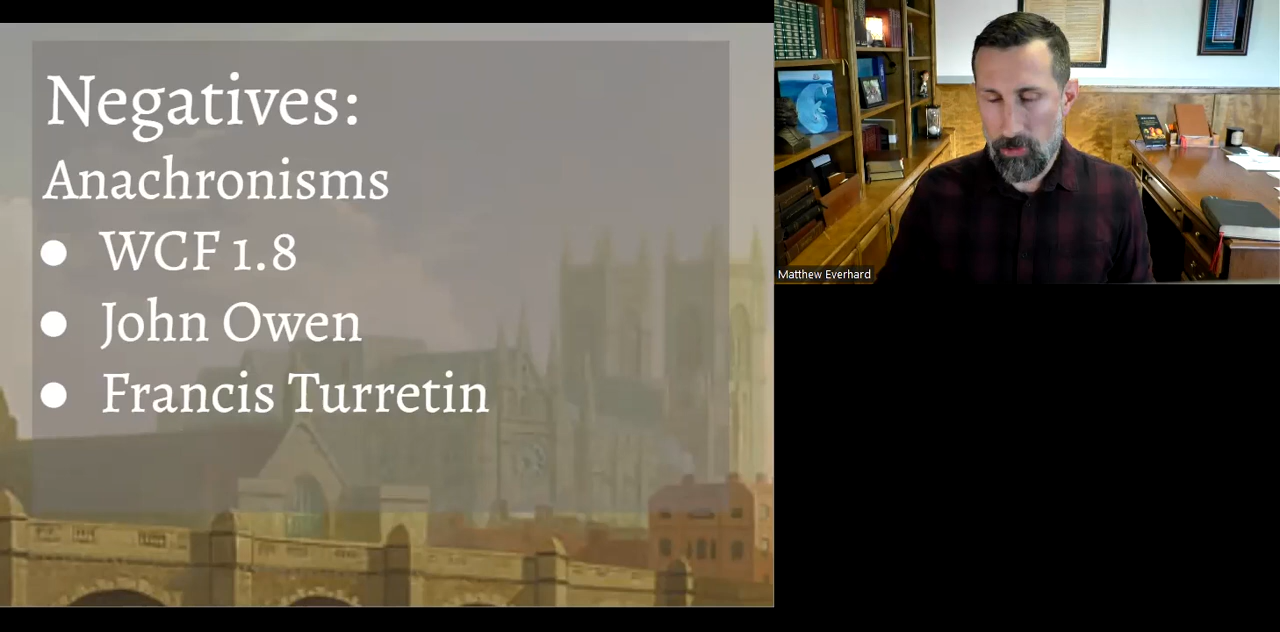 Negatives:
Anachronisms
● WCF 1.8
● John Owen
● Francis Turretin
Matthew Everhard